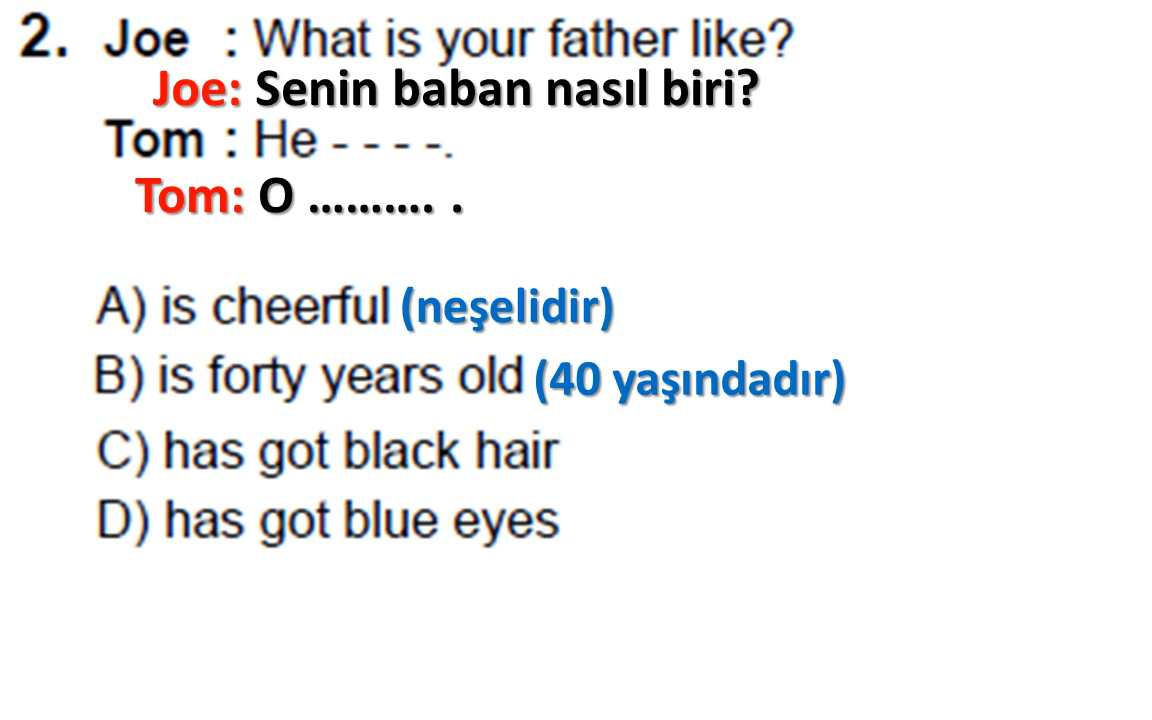 2. Joe : What is your father like?
Joe: Senin baban nasıl biri?
Tom : He - - - -.
Tom: O .......... .
A) is cheerful (neşelidir)
B) is forty years old (40 yaşındadır)
C) has got black hair
D) has got blue eyes